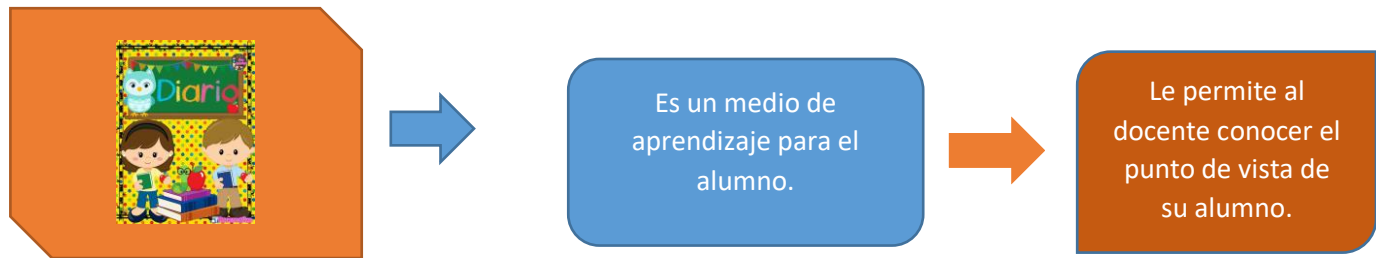 Diario
Es un medio de
aprendizaje para el
alumno.
Le permite al
docente conocer el
punto de vista de
su alumno.